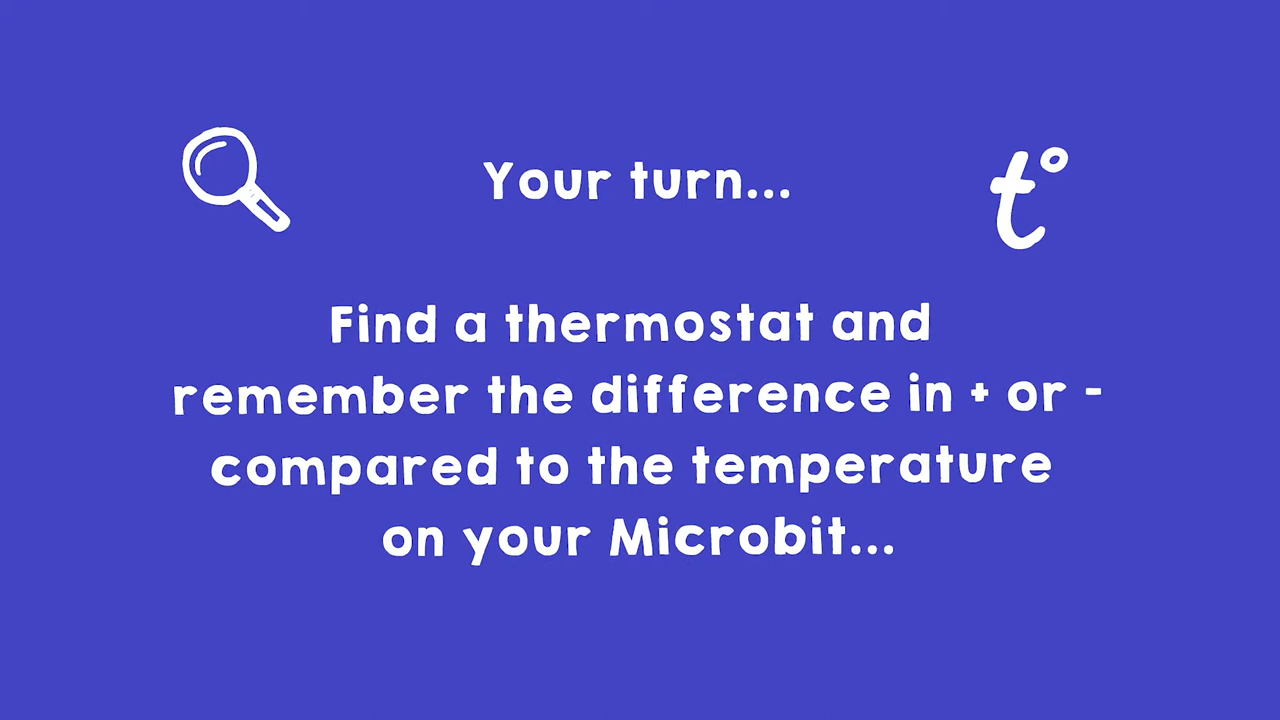 Your turn...
t°
Find a thermostat and
remember the difference in + or -
compared to the temperature
on your Microbit...